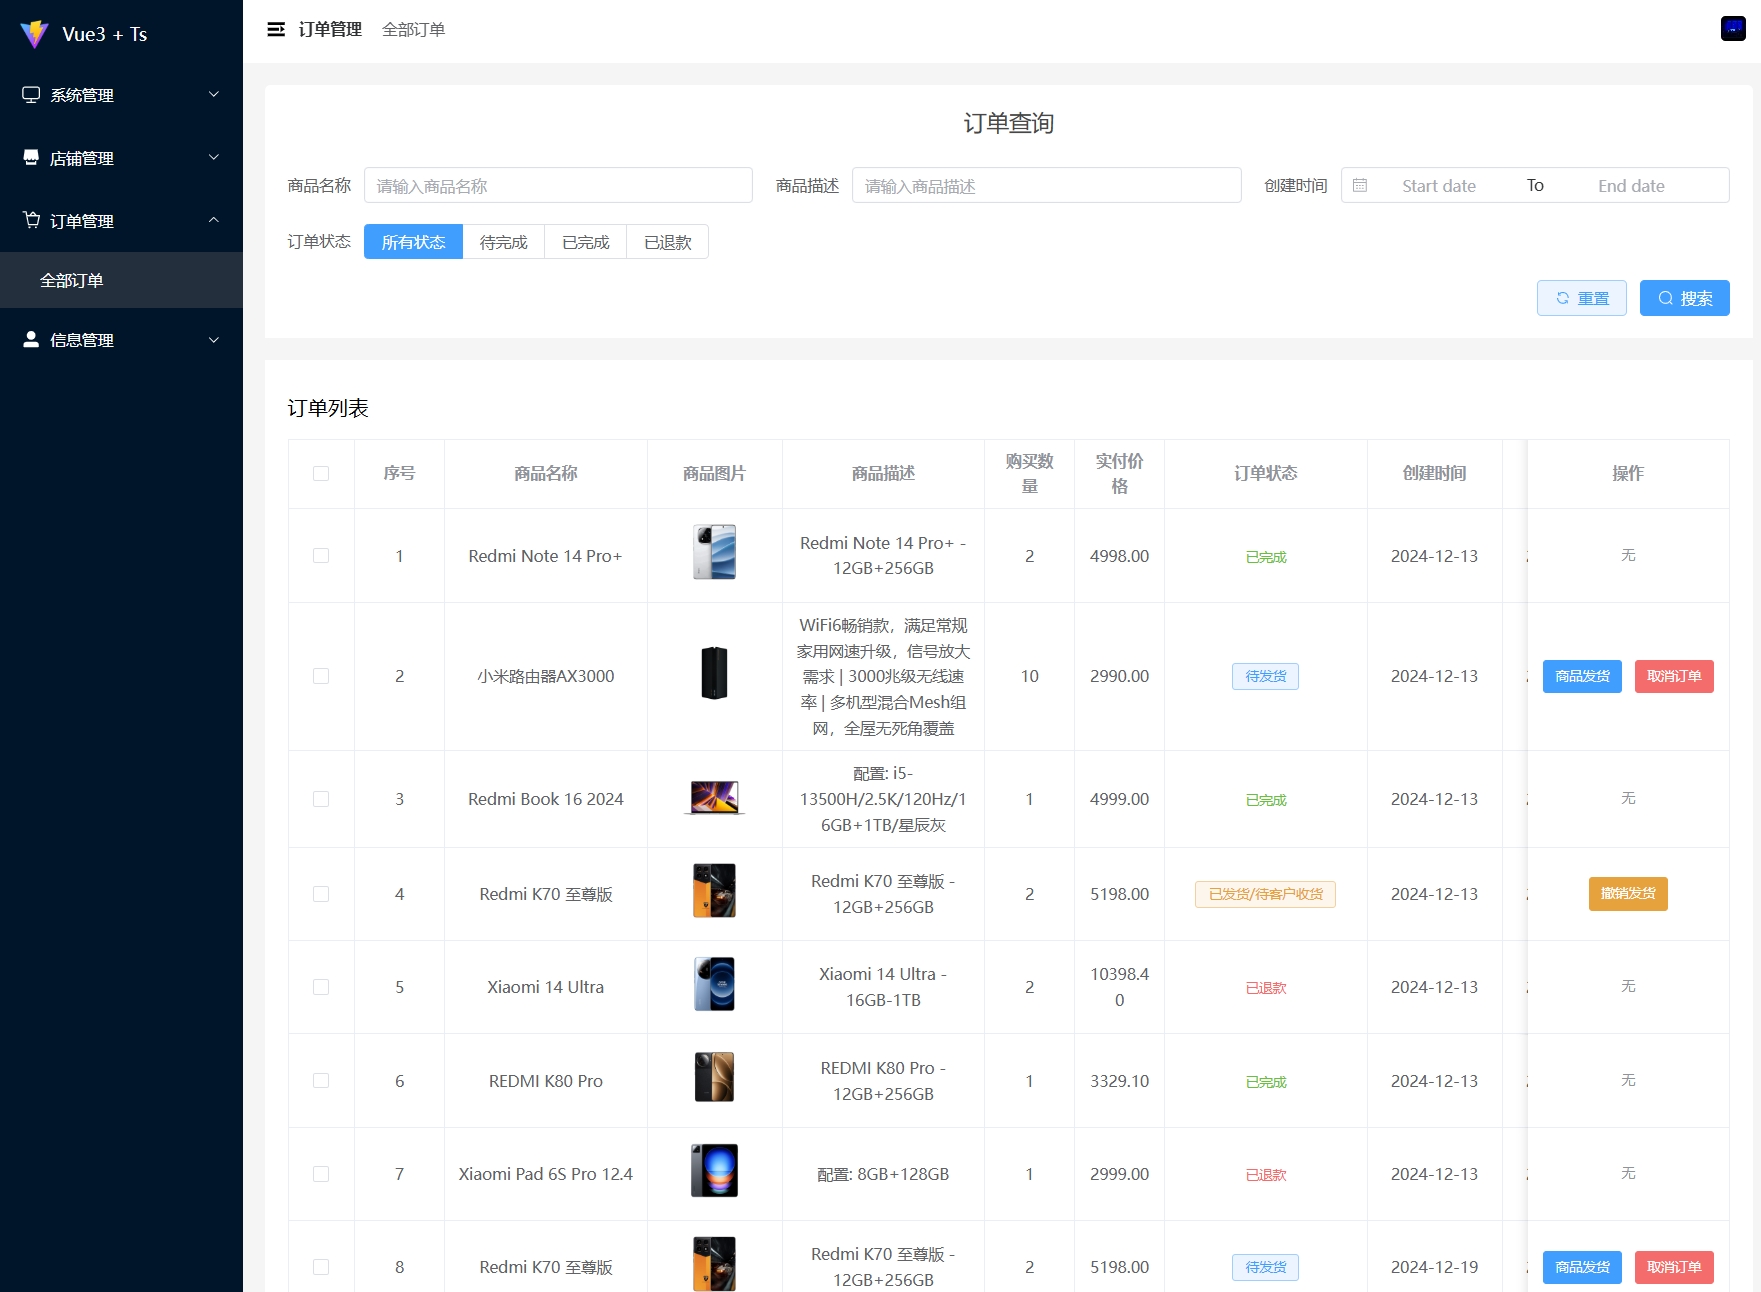 Vue3 + Ts
系统管理
店铺管理
订单管理
全部订单
信息管理
订单管理 全部订单
订单查询
商品名称 请输入商品名称 商品描述 请输入商品描述 创建时间 Start date To End date
订单状态 所有状态 待完成 已完成 已退款
重置 搜索
订单列表
序号 商品名称 商品图片 商品描述 购买数 实付价 订单状态 创建时间 操作
量 格
1 Redmi Note 14 Pro+ Redmi Note 14 Pro+ - 2 4998.00 已完成 2024-12-13 无
12GB+256GB
WiFi6畅销款，满足常规
家用网速升级，信号放大
2 小米路由器AX3000 需求 | 3000兆级无线速 10 2990.00 待发货 2024-12-13 商品发货 取消订单
率 | 多机型混合Mesh组
网，全屋无死角覆盖
配置: i5-
3 Redmi Book 16 2024 13500H/2.5K/120Hz/1 1 4999.00 已完成 2024-12-13 无
6GB+1TB/星辰灰
4 Redmi K70 至尊版 Redmi K70 至尊版 - 2 5198.00 已发货/待客户收货 2024-12-13 撤销发货
12GB+256GB
5 Xiaomi 14 Ultra Xiaomi 14 Ultra - 2 10398.4 已退款 2024-12-13 无
16GB-1TB 0
6 REDMI K80 Pro REDMI K80 Pro - 1 3329.10 已完成 2024-12-13 无
12GB+256GB
7 Xiaomi Pad 6S Pro 12.4 配置: 8GB+128GB 1 2999.00 已退款 2024-12-13 无
8 Redmi K70 至尊版 Redmi K70 至尊版 - 2 5198.00 待发货 2024-12-19 商品发货 取消订单
12GB+256GB